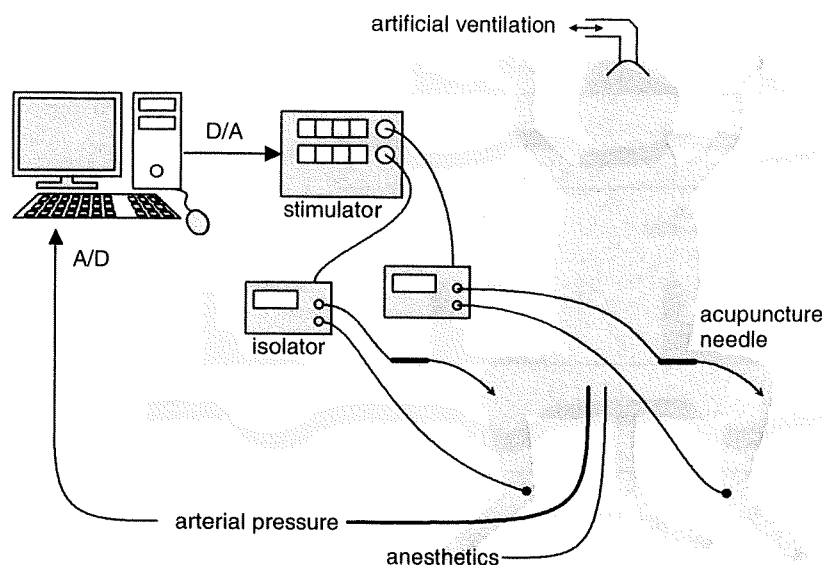 artificial ventilation
D/A
stimulator
A/D
isolator
acupuncture
needle
arterial pressure
anesthetics